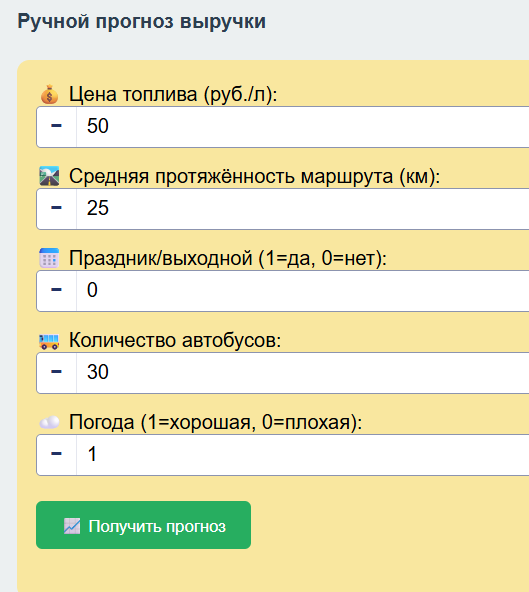 Ручной прогноз выручки
Цена топлива (руб./л):
50
Средняя протяжённость маршрута (км):
25
Праздник/выходной (1=да, 0=нет):
0
Количество автобусов:
30
Погода (1=хорошая, 0=плохая):
1
Получить прогноз